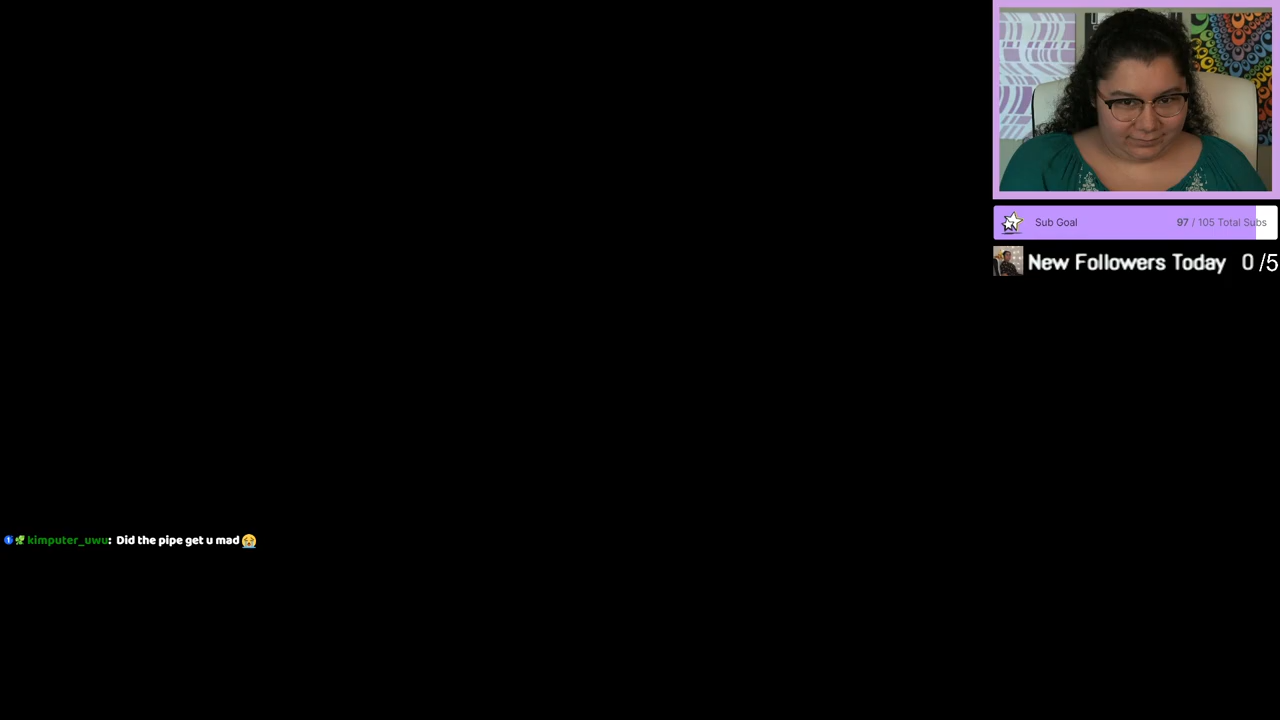 Sub Goal 97 / 105 Total Subs
New Followers Today 0 /5
kimputer_uwu: Did the pipe get u mad😭